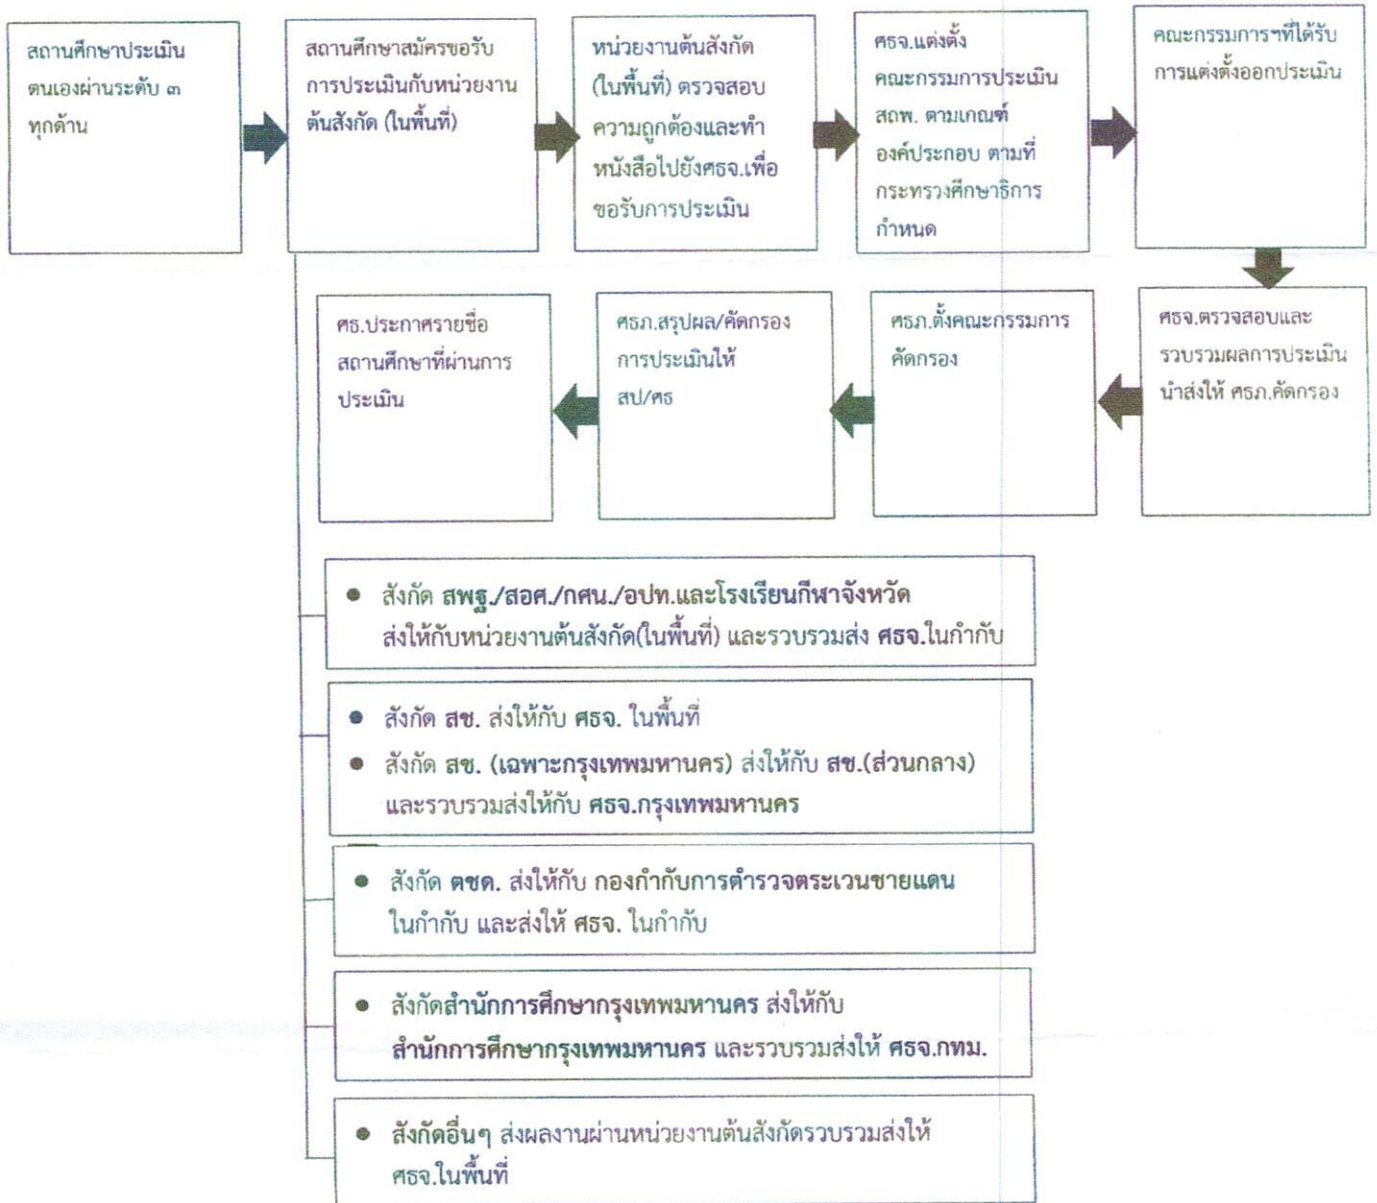 สถานศึกษาประเมิน
ตนเองผ่านระดับ ๓
ทุกด้าน
สถานศึกษาสมัครขอรับ
การประเมินกับหน่วยงาน
ต้นสังกัด (ในพื้นที่)
หน่วยงานต้นสังกัด
(ในพื้นที่) ตรวจสอบ
ความถูกต้องและทำ
หนังสือไปยังศธจ.เพื่อ
ขอรับการประเมิน
ศธจ.แต่งตั้ง
คณะกรรมการประเมิน
สถพ. ตามเกณฑ์
องค์ประกอบ ตามที่
กระทรวงศึกษาธิการ
กำหนด
คณะกรรมการฯที่ได้รับ
การแต่งตั้งออกประเมิน
ศธจ.ตรวจสอบและ
รวบรวมผลการประเมิน
นำส่งให้ ศธภ.คัดกรอง
ศธภ.ตั้งคณะกรรมการ
คัดกรอง
ศธภ.สรุปผล/คัดกรอง
การประเมินให้
สป/ศธ
ศธ.ประกาศรายชื่อ
สถานศึกษาที่ผ่านการ
ประเมิน
● สังกัด สพฐ./สอศ./กศน./อปท.และโรงเรียนกีฬาจังหวัด
ส่งให้กับหน่วยงานต้นสังกัด(ในพื้นที่) และรวบรวมส่ง ศธจ.ในกำกับ
● สังกัด สช. ส่งให้กับ ศธจ. ในพื้นที่
● สังกัด สช. (เฉพาะกรุงเทพมหานคร) ส่งให้กับ สช.(ส่วนกลาง)
และรวบรวมส่งให้กับ ศธจ.กรุงเทพมหานคร
● สังกัด ตชด. ส่งให้กับ กองกำกับการตำรวจตระเวนชายแดน
ในกำกับ และส่งให้ ศธจ. ในกำกับ
● สังกัดสำนักการศึกษากรุงเทพมหานคร ส่งให้กับ
สำนักการศึกษากรุงเทพมหานคร และรวบรวมส่งให้ ศธจ.กทม.
● สังกัดอื่นๆ ส่งผลงานผ่านหน่วยงานต้นสังกัดรวบรวมส่งให้
ศธจ.ในพื้นที่